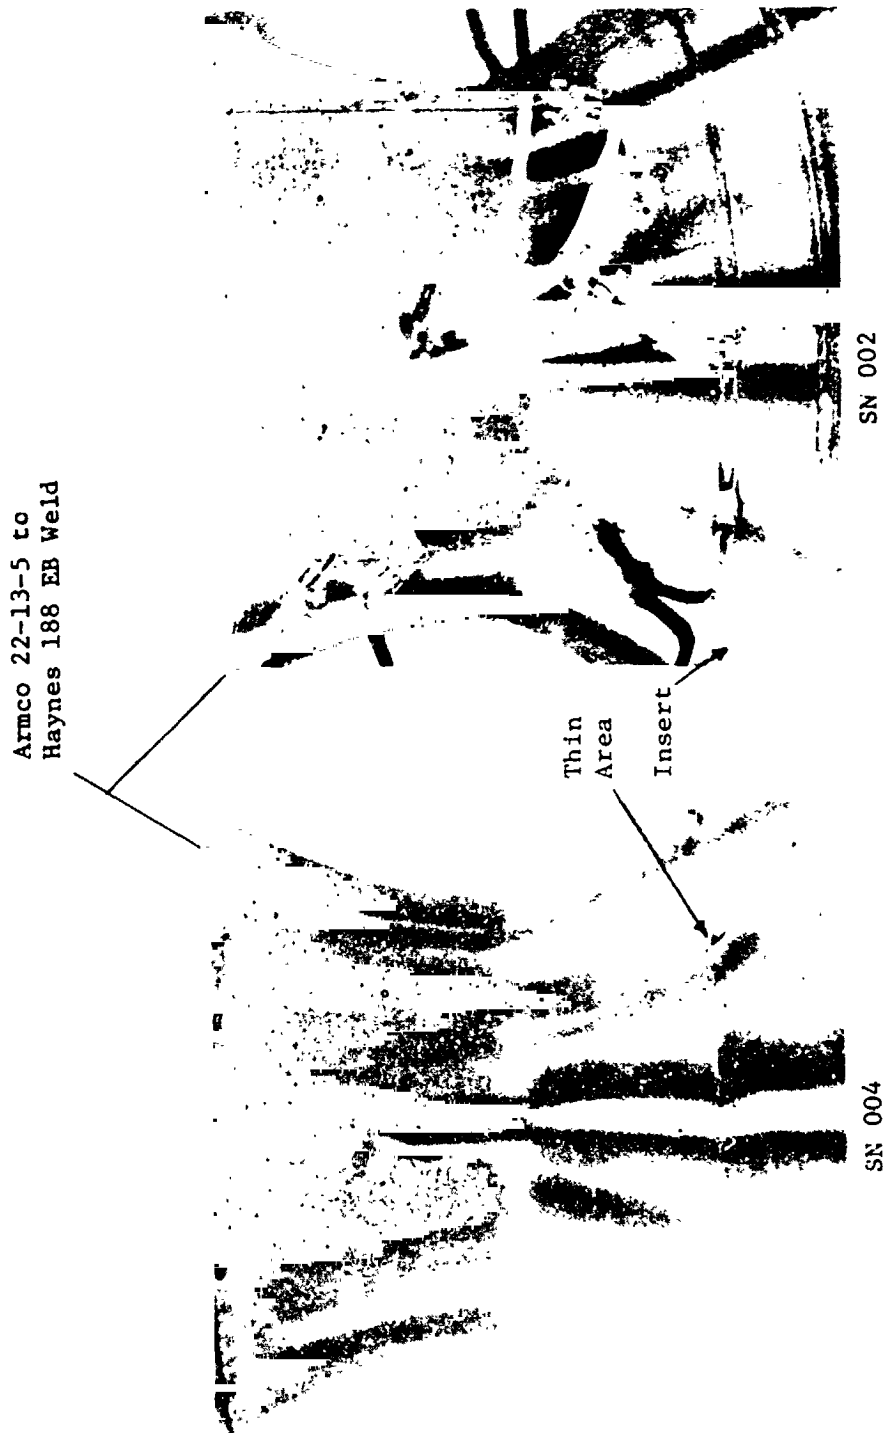 Armco 22-13-5 to
Haynes 188 EB Weld
Thin
Area
Insert
SN 004
SN 002